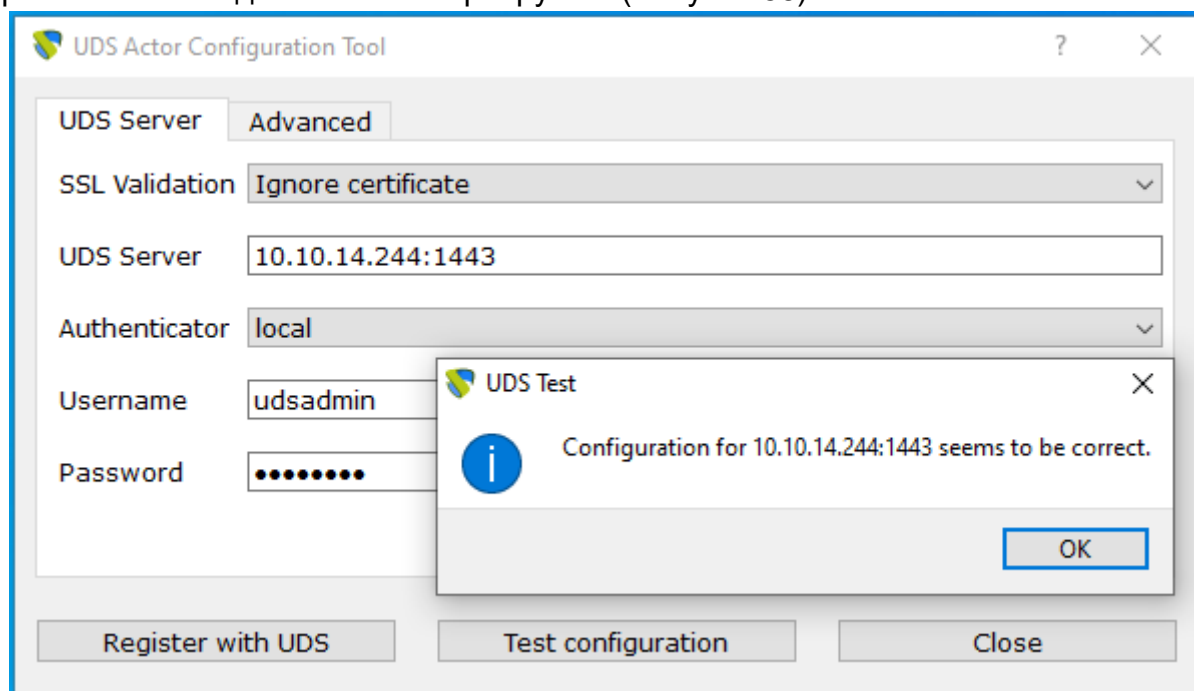 UDS Actor Configuration Tool
UDS Server
Advanced
SSL Validation
Ignore certificate
UDS Server
10.10.14.244:1443
Authenticator
local
Username
udsadmin
Password
••••••••
UDS Test
Configuration for 10.10.14.244:1443 seems to be correct.
OK
Register with UDS
Test configuration
Close